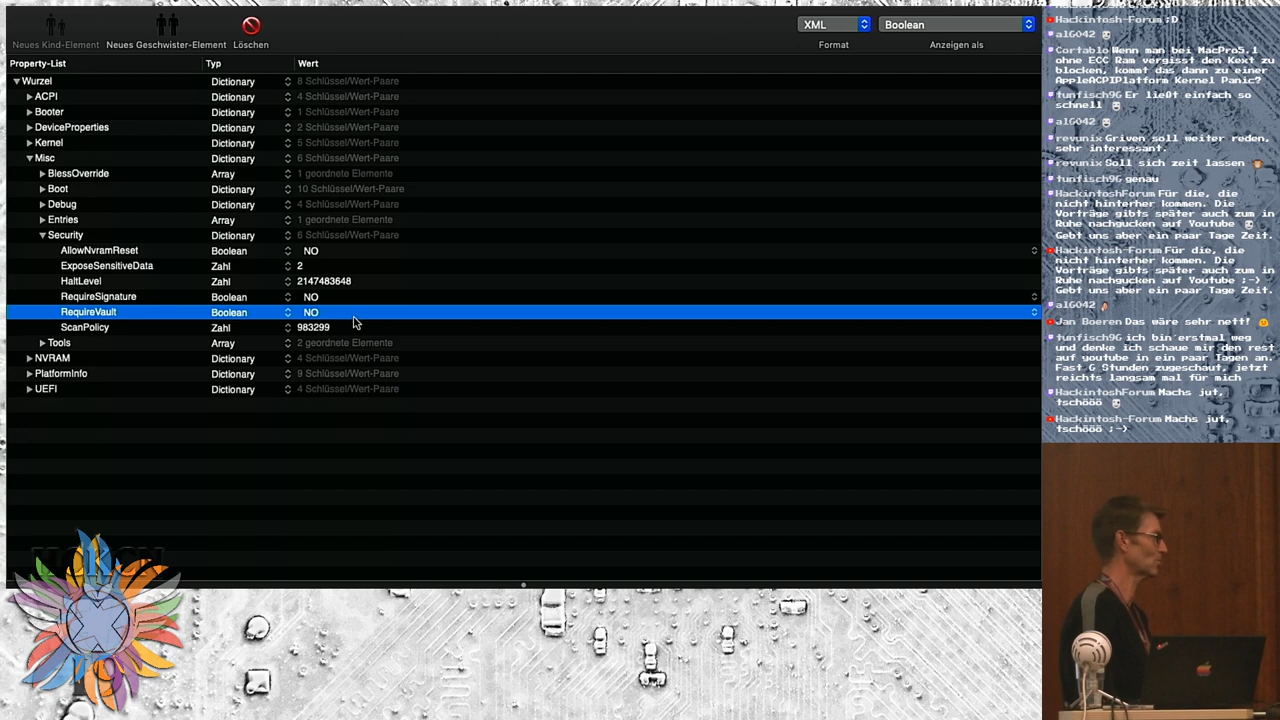 Neues Kind-Element Neues Geschwister-Element Löschen
XML Boolean
Format Anzeigen als
Property-List Typ Wert
Wurzel Dictionary 8 Schlüssel/Wert-Paare
ACPI Dictionary 4 Schlüssel/Wert-Paare
Booter Dictionary 1 Schlüssel/Wert-Paare
DeviceProperties Dictionary 2 Schlüssel/Wert-Paare
Kernel Dictionary 5 Schlüssel/Wert-Paare
Misc Dictionary 6 Schlüssel/Wert-Paare
BlessOverride Array 1 geordnete Elemente
Boot Dictionary 10 Schlüssel/Wert-Paare
Debug Dictionary 4 Schlüssel/Wert-Paare
Entries Array 1 geordnete Elemente
Security Dictionary 6 Schlüssel/Wert-Paare
AllowNvramReset Boolean NO
ExposeSensitiveData Zahl 2
HaltLevel Zahl 2147483648
RequireSignature Boolean NO
RequireVault Boolean NO
ScanPolicy Zahl 983299
Tools Array 2 geordnete Elemente
NVRAM Dictionary 4 Schlüssel/Wert-Paare
PlatformInfo Dictionary 9 Schlüssel/Wert-Paare
UEFI Dictionary 4 Schlüssel/Wert-Paare
Hackintosh-Forum ;D
al6042
Cortablo Wenn man bei MacPro5.1
ohne ECC Ram vergisst den Kext zu
blocken, kommt das dann zu einer
AppleACPIPlatform Kernel Panic?
tunfisch96 Er ließt einfach so
schnell
al6042
revunix Griven soll weiter reden,
sehr interessant.
revunix Soll sich zeit lassen
tunfisch96 genau
HackintoshForum Für die, die
nicht hinterher kommen. Die
Vorträge gibts später auch zum in
Ruhe nachgucken auf Youtube
Gebt uns aber ein paar Tage Zeit.
Hackintosh-Forum Für die, die
nicht hinterher kommen. Die
Vorträge gibts später auch zum in
Ruhe nachgucken auf Youtube ;-)
Gebt uns aber ein paar Tage Zeit.
al6042
Jan Boeren Das wäre sehr nett!
tunfisch96 ich bin erstmal weg
und denke ich schaue mir den rest
auf youtube in ein paar Tagen an.
Fast 6 Stunden zugeschaut, jetzt
reichts langsam mal für mich
HackintoshForum Machs jut,
tschööö
Hackintosh-Forum Machs jut,
tschööö ;-)